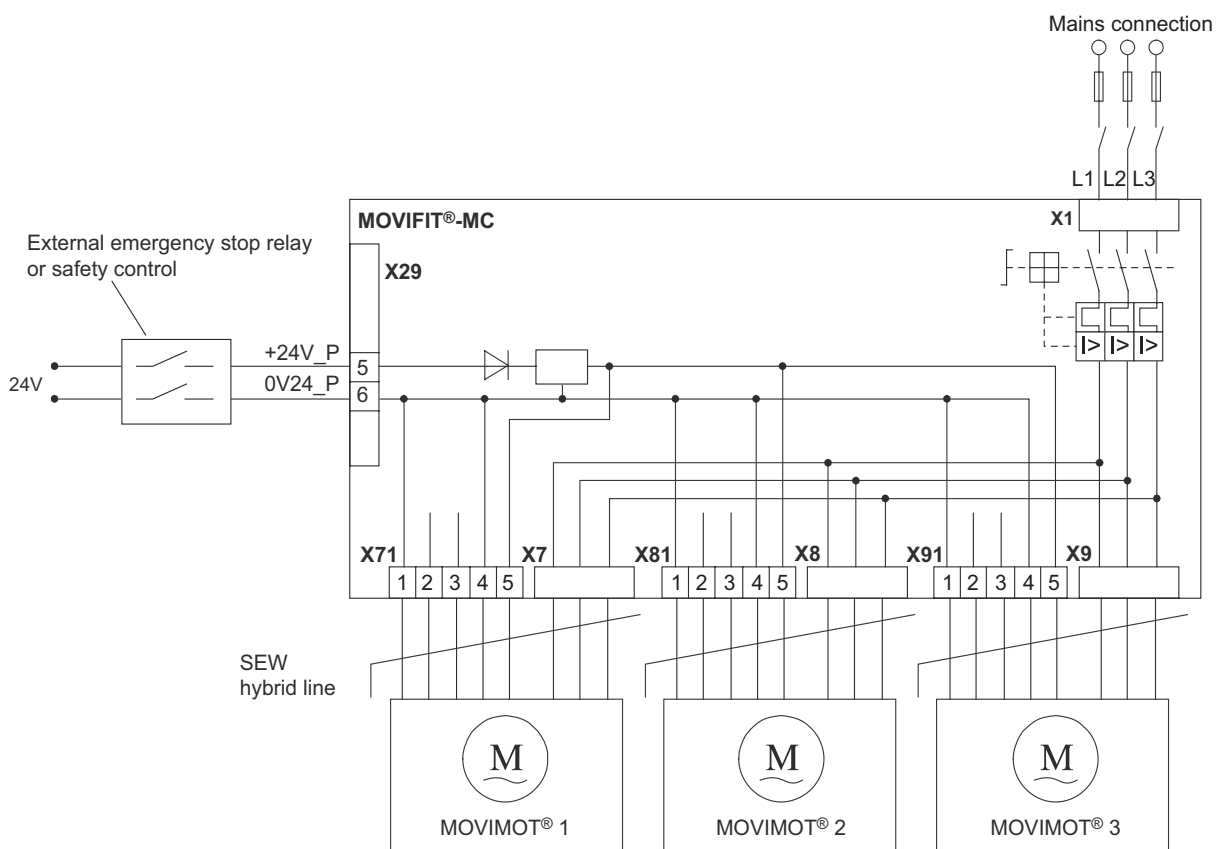 Mains connection
L1 L2 L3
MOVIFIT®-MC
X1
External emergency stop relay
or safety control
X29
I> I> I>
+24V_P
5
24V
0V24_P
6
X71 X7 X81 X8 X91 X9
1 2 3 4 5 1 2 3 4 5 1 2 3 4 5
SEW
hybrid line
M M M
MOVIMOT® 1 MOVIMOT® 2 MOVIMOT® 3